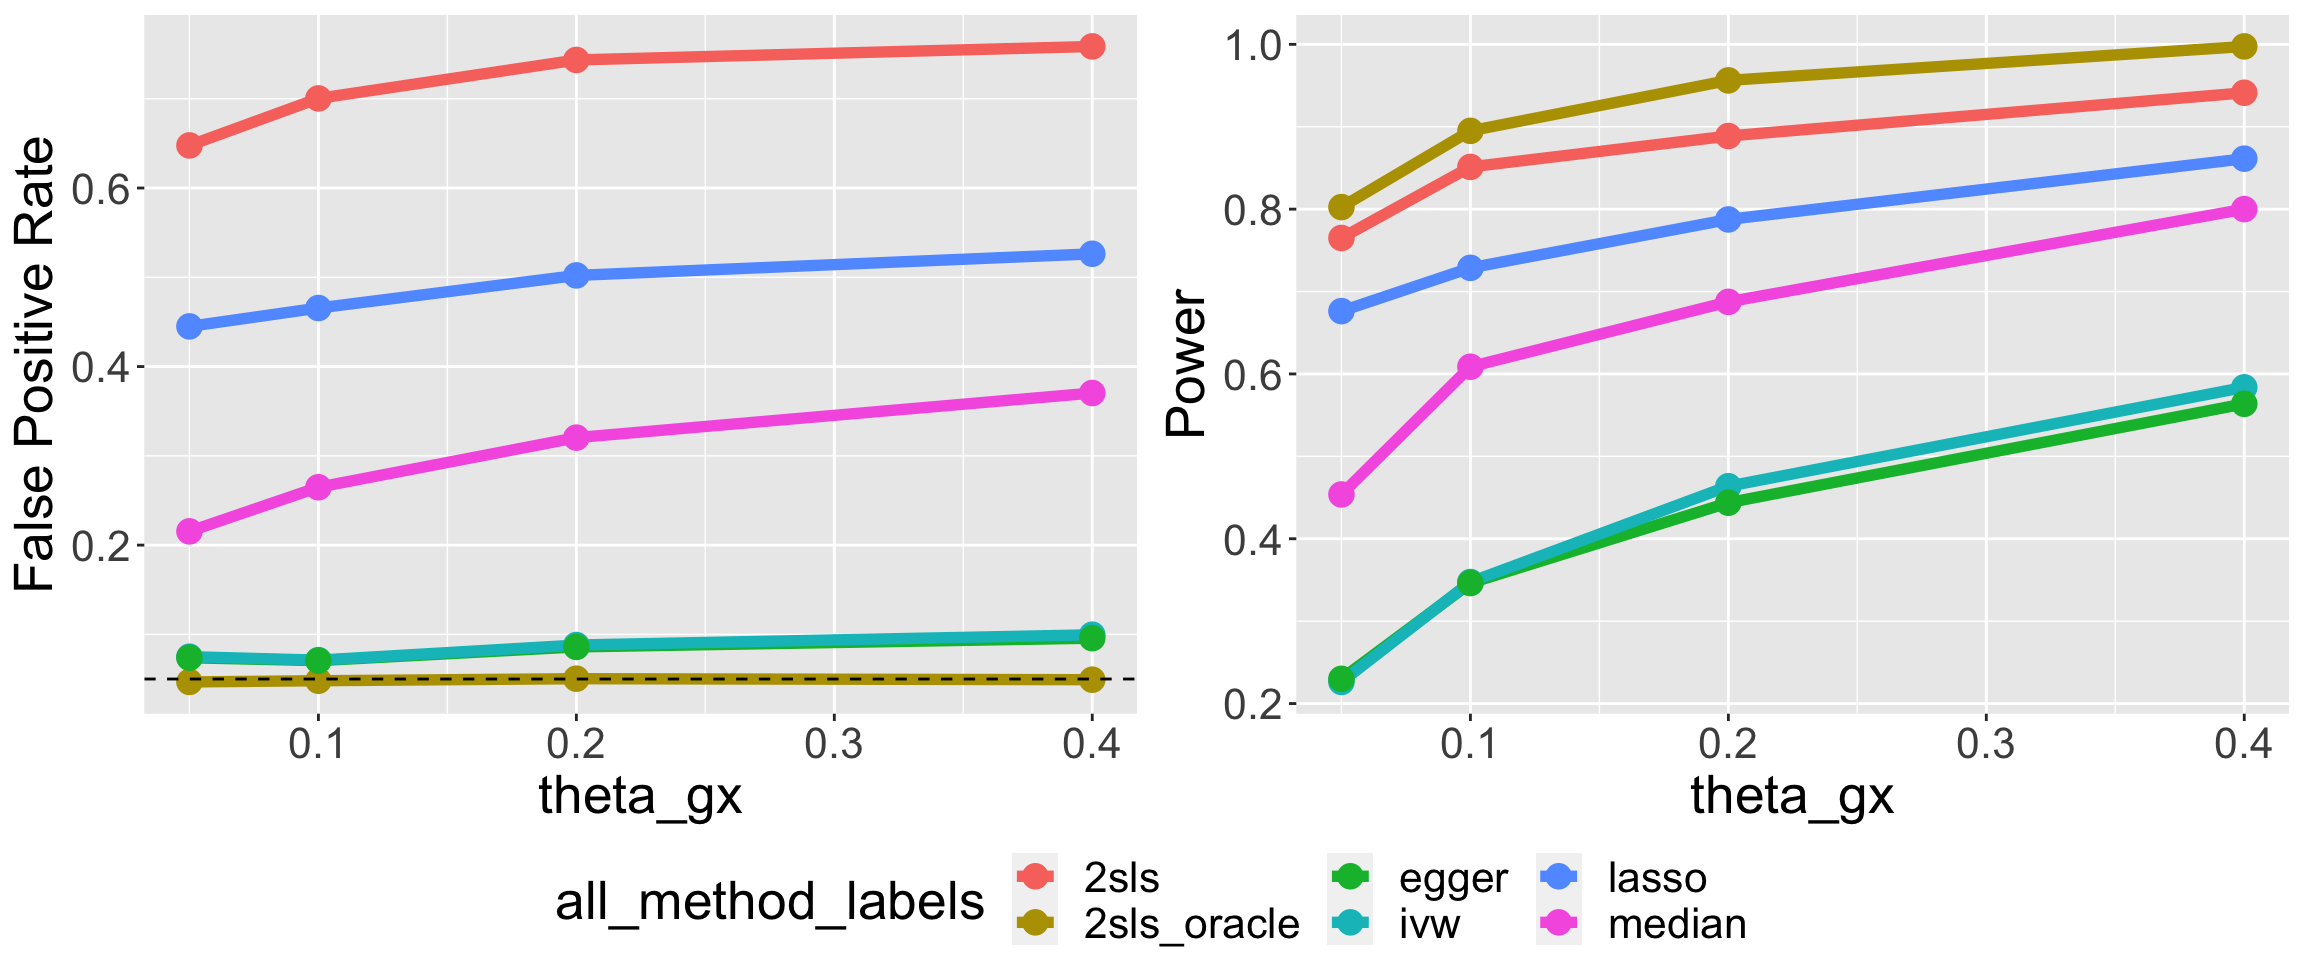 False Positive Rate
0.6
0.4
0.2
0.1 0.2 0.3 0.4
theta_gx
Power
1.0
0.8
0.6
0.4
0.2
0.1 0.2 0.3 0.4
theta_gx
all_method_labels
2sls egger lasso
2sls_oracle ivw median